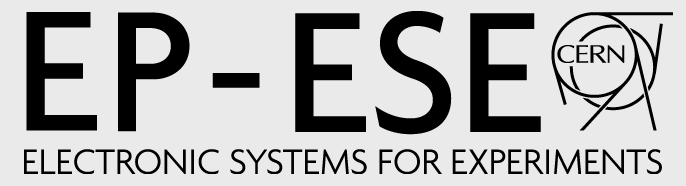 EP-ESE CERN
ELECTRONIC SYSTEMS FOR EXPERIMENTS